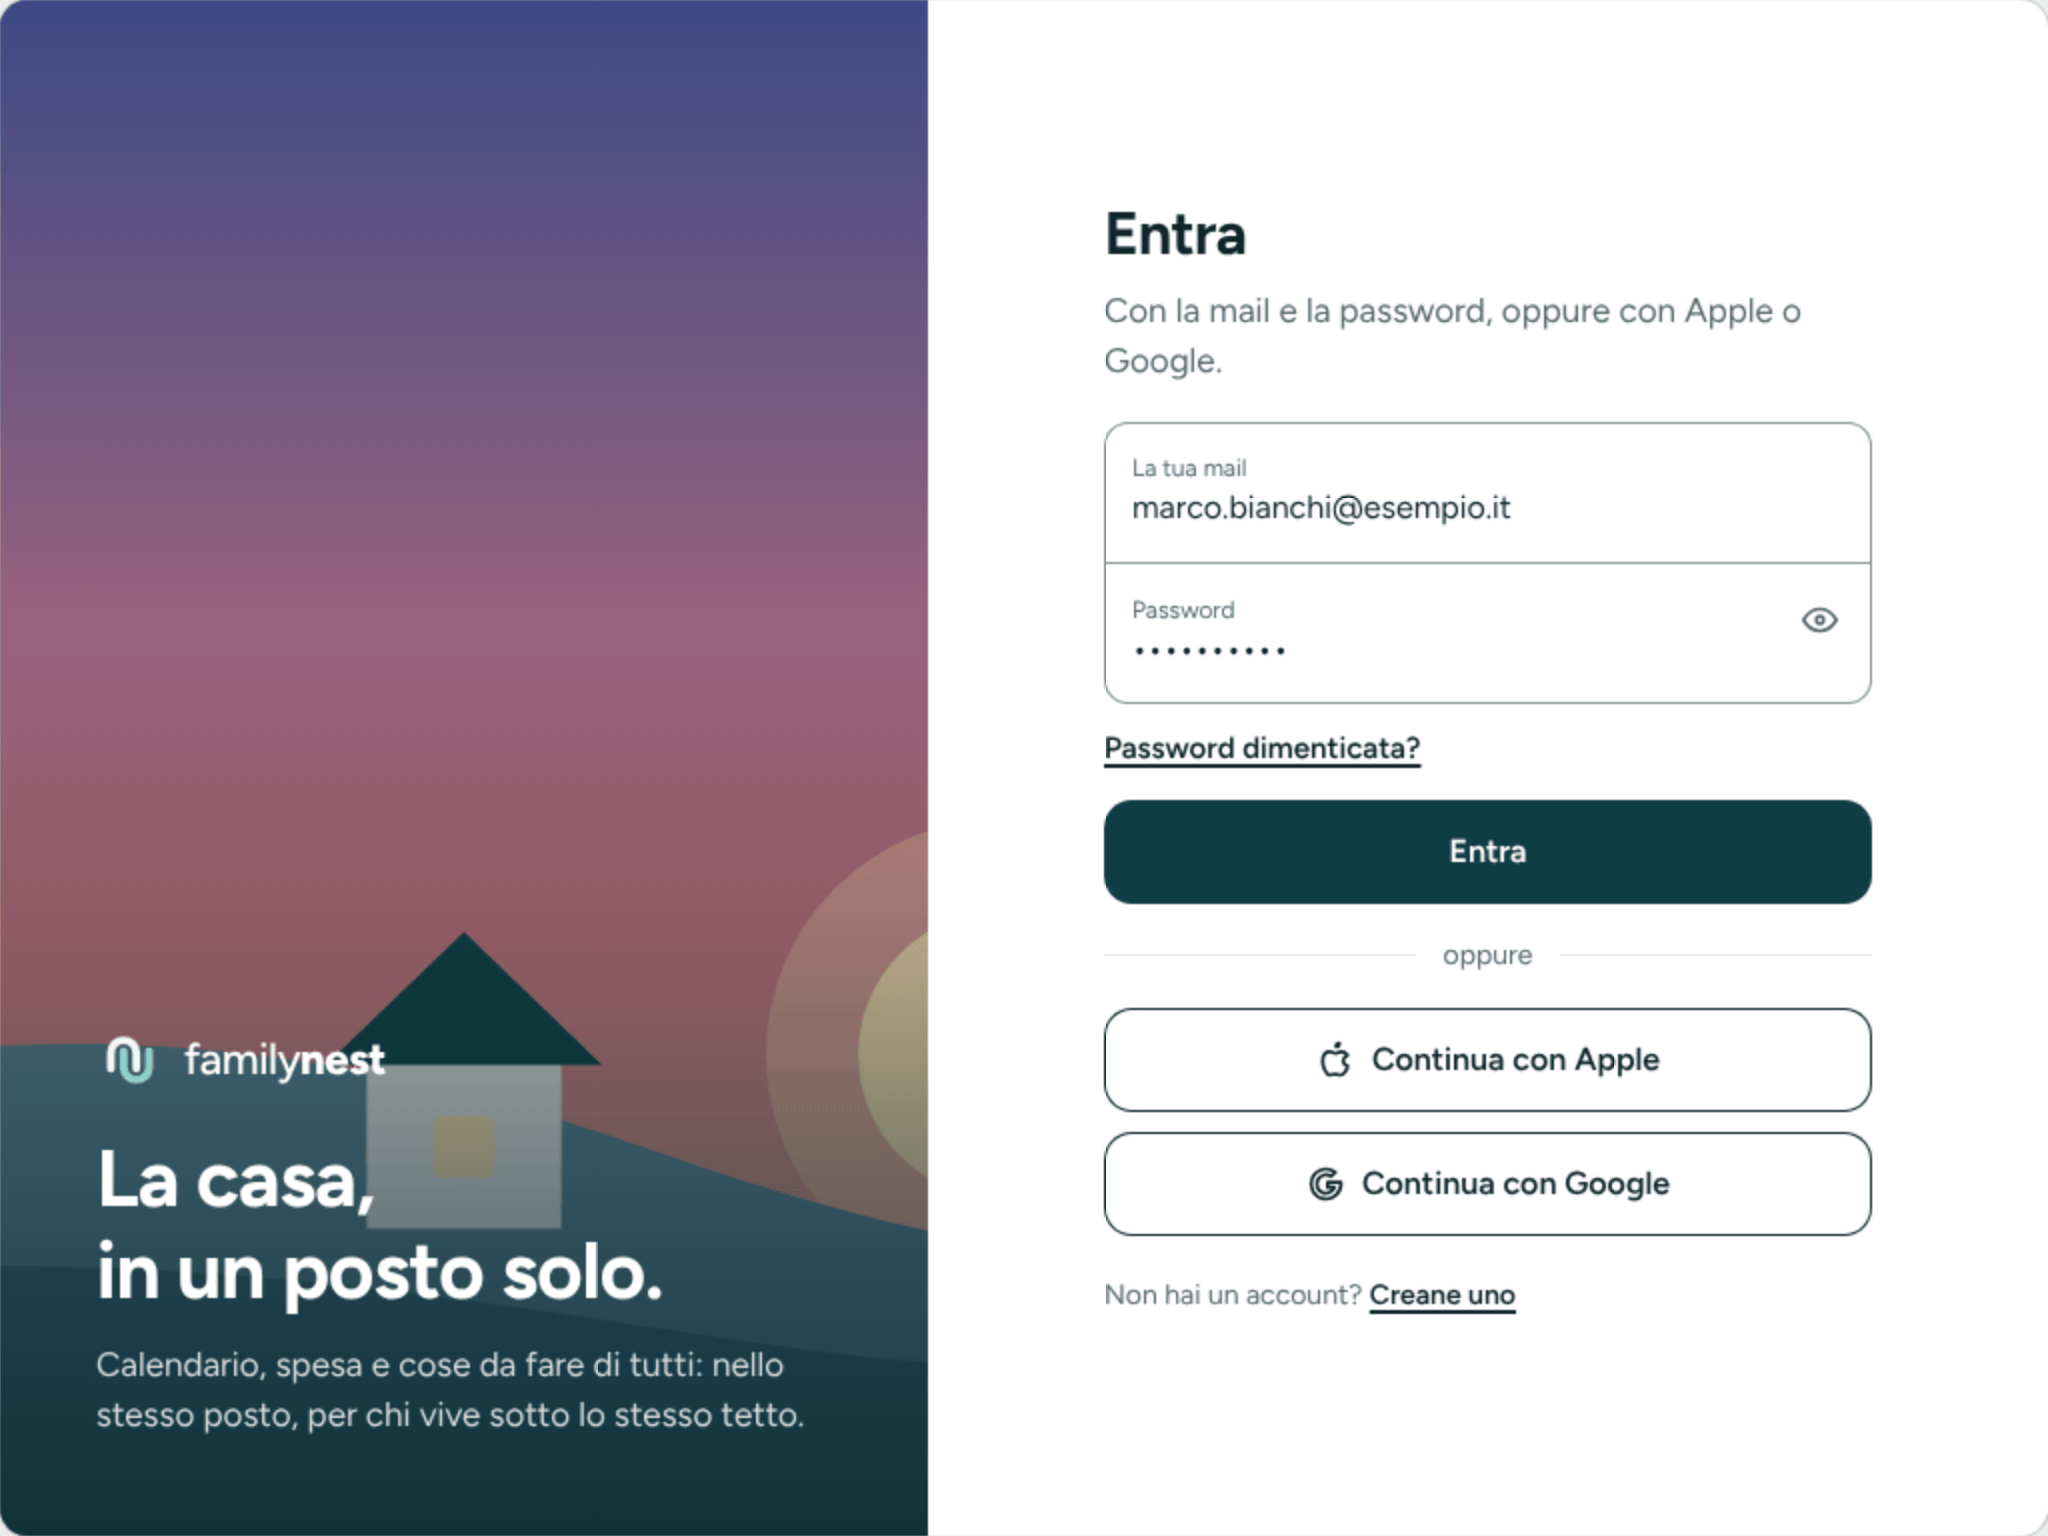 familynest
La casa,
in un posto solo.
Calendario, spesa e cose da fare di tutti: nello
stesso posto, per chi vive sotto lo stesso tetto.
Entra
Con la mail e la password, oppure con Apple o
Google.
La tua mail
marco.bianchi@esempio.it
Password
••••••••••
Password dimenticata?
Entra
oppure
Continua con Apple
Continua con Google
Non hai un account? Creane uno